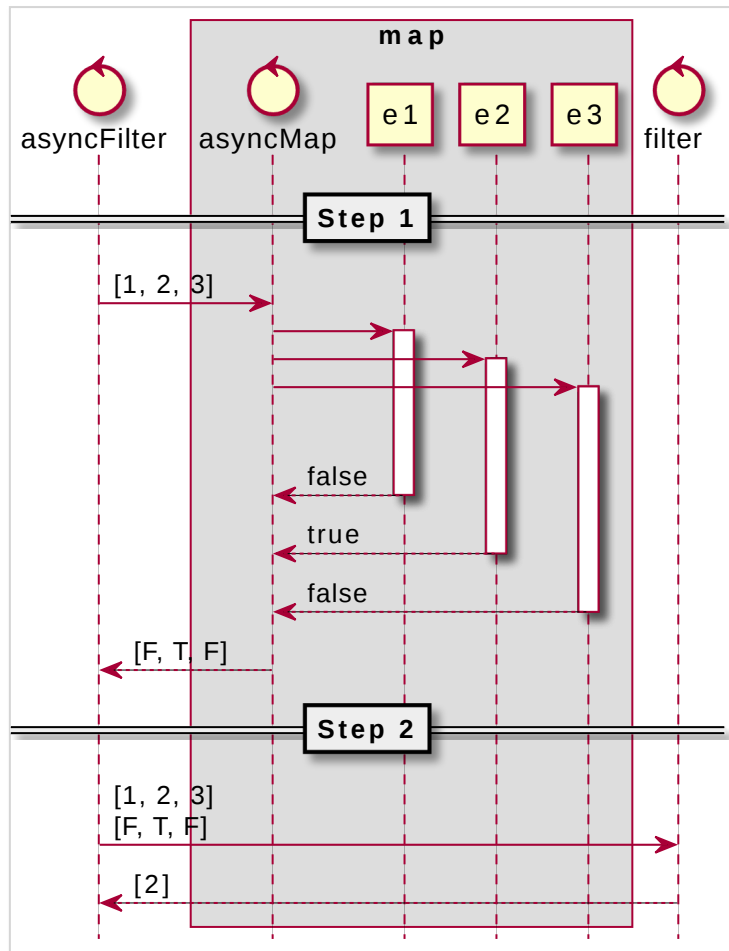 map
asyncFilter
asyncMap
e1
e2
e3
filter
Step 1
[1, 2, 3]
false
true
false
[F, T, F]
Step 2
[1, 2, 3]
[F, T, F]
[2]